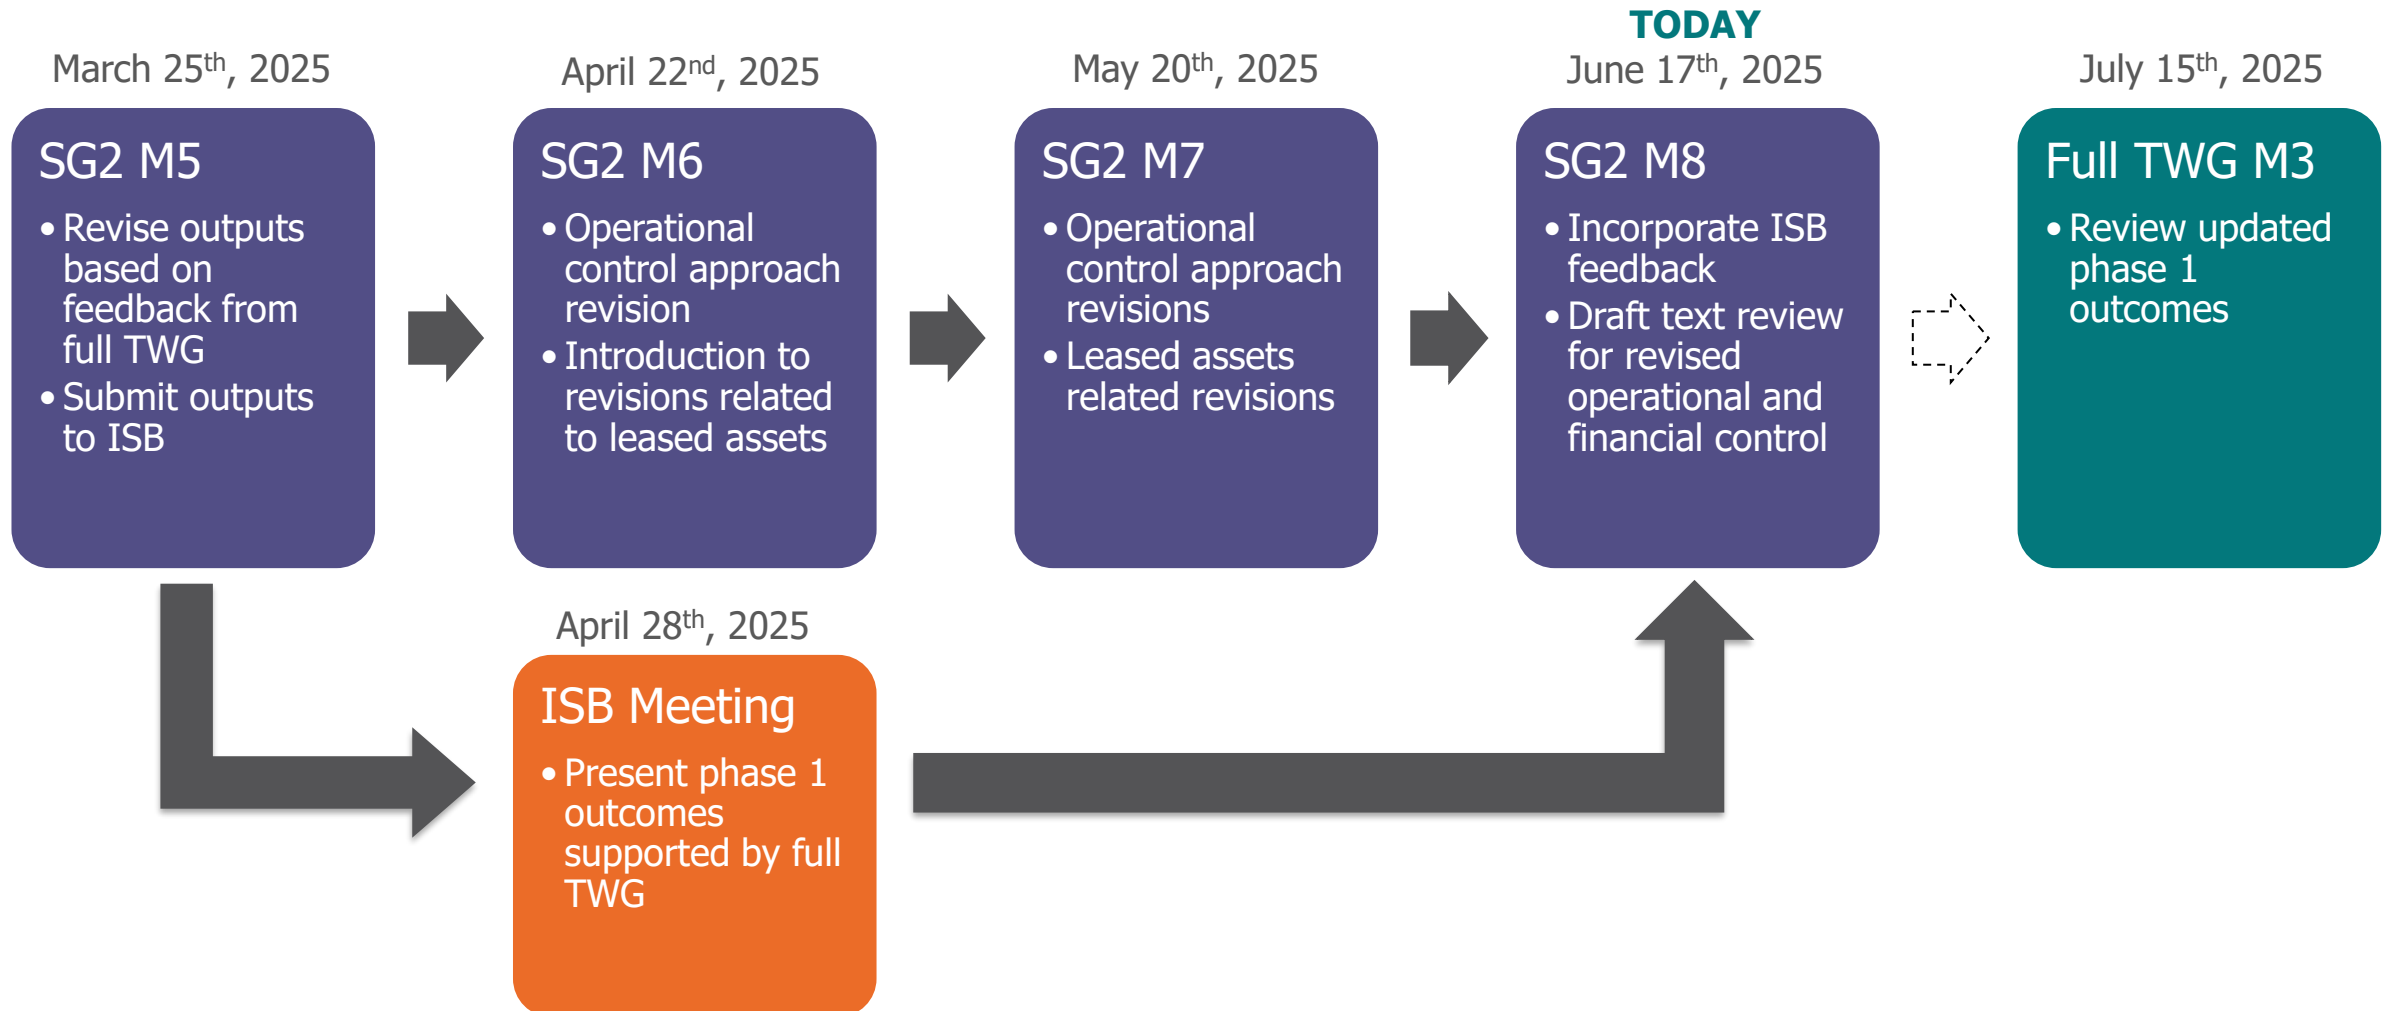 March 25th, 2025
SG2 M5
• Revise outputs
based on
feedback from
full TWG
• Submit outputs
to ISB
April 22nd, 2025
SG2 M6
• Operational
control approach
revision
• Introduction to
revisions related
to leased assets
May 20th, 2025
SG2 M7
• Operational
control approach
revisions
• Leased assets
related revisions
TODAY
June 17th, 2025
SG2 M8
• Incorporate ISB
feedback
• Draft text review
for revised
operational and
financial control
July 15th, 2025
Full TWG M3
• Review updated
phase 1
outcomes
April 28th, 2025
ISB Meeting
• Present phase 1
outcomes
supported by full
TWG